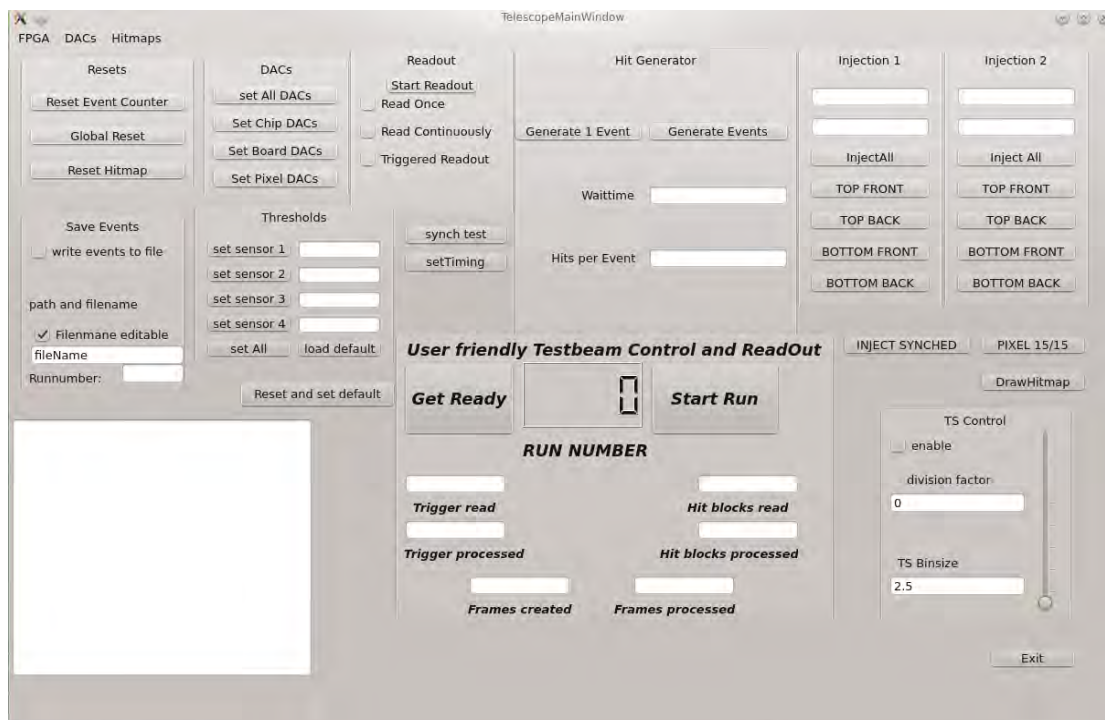 TelescopeMainWindow
FPGA DACs Hitmaps
Resets
Reset Event Counter
Global Reset
Reset Hitmap
DACs
set All DACs
Set Chip DACs
Set Board DACs
Set Pixel DACs
Readout
Start Readout
Read Once
Read Continuously
Triggered Readout
Hit Generator
Generate 1 Event
Generate Events
Waittime
Hits per Event
Injection 1
InjectAll
TOP FRONT
TOP BACK
BOTTOM FRONT
BOTTOM BACK
Injection 2
Inject All
TOP FRONT
TOP BACK
BOTTOM FRONT
BOTTOM BACK
Save Events
write events to file
path and filename
Filenmane editable
fileName
Runnumber:
Thresholds
set sensor 1
set sensor 2
set sensor 3
set sensor 4
set All
load default
synch test
setTiming
Reset and set default
User friendly Testbeam Control and ReadOut
Get Ready
0
Start Run
RUN NUMBER
Trigger read
Hit blocks read
Trigger processed
Hit blocks processed
Frames created
Frames processed
INJECT SYNCHED
PIXEL 15/15
DrawHitmap
TS Control
enable
division factor
0
TS Binsize
2.5
Exit